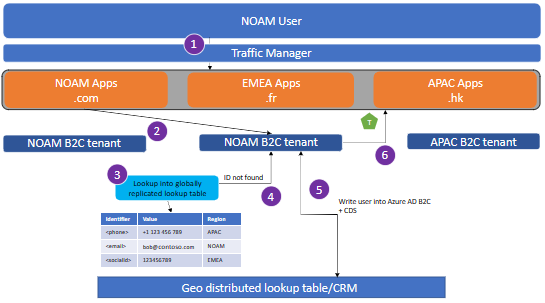 NOAM User
1
Traffic Manager
NOAM Apps
.com
EMEA Apps
.fr
APAC Apps
.hk
2
T
6
NOAM B2C tenant
NOAM B2C tenant
APAC B2C tenant
3
Lookup into globally
replicated lookup table
ID not found
4
5
Write user into Azure AD B2C
+ CDS
Identifier Value Region
<phone> +1 123 456 789 APAC
<email> bob@contoso.com NOAM
<socialId> 123456789 EMEA
Geo distributed lookup table/CRM